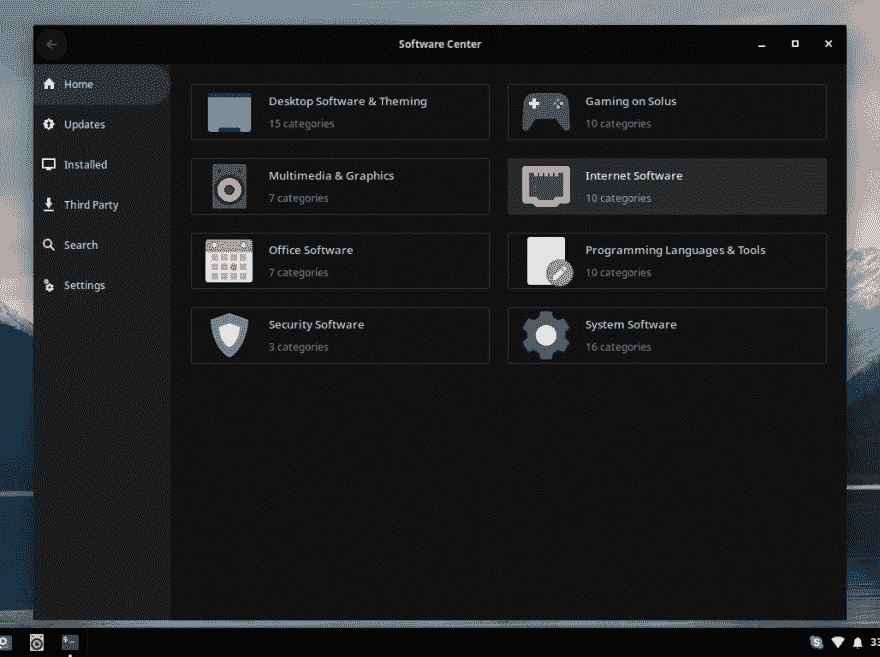 Software Center
Home
Updates
Installed
Third Party
Search
Settings
Desktop Software & Theming
15 categories
Gaming on Solus
10 categories
Multimedia & Graphics
7 categories
Internet Software
10 categories
Office Software
7 categories
Programming Languages & Tools
10 categories
Security Software
3 categories
System Software
16 categories